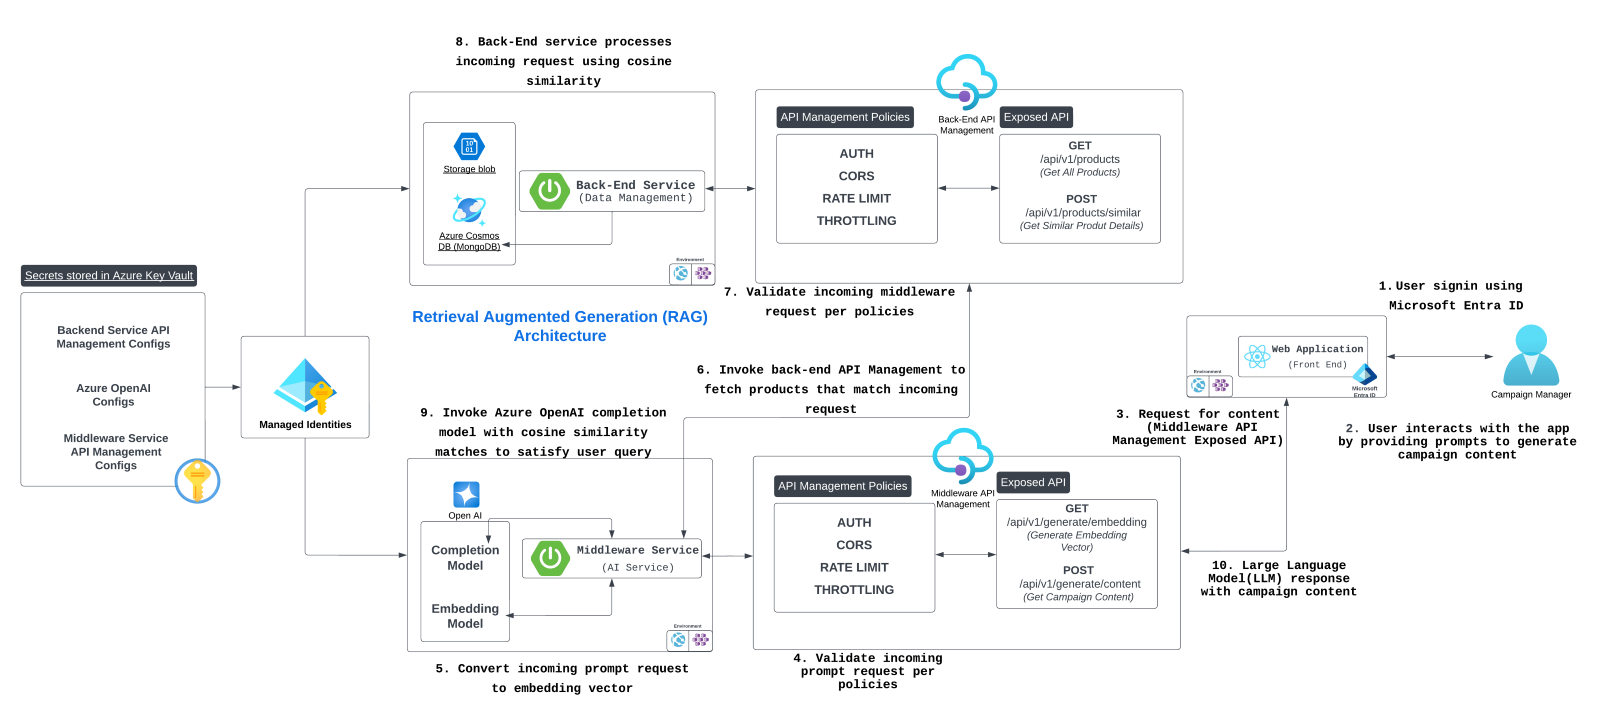 8. Back-End service processes
incoming request using cosine
similarity
Storage blob
Azure Cosmos
DB (MongoDB)
Back-End Service
(Data Management)
Environment
API Management Policies
AUTH
CORS
RATE LIMIT
THROTTLING
Back-End API
Management
Exposed API
GET
/api/v1/products
(Get All Products)
POST
/api/v1/products/similar
(Get Similar Produt Details)
Secrets stored in Azure Key Vault
Backend Service API
Management Configs
Azure OpenAI
Configs
Middleware Service
API Management
Configs
Managed Identities
Retrieval Augmented Generation (RAG)
Architecture
7. Validate incoming middleware
request per policies
6. Invoke back-end API Management to
fetch products that match incoming
request
1. User signin using
Microsoft Entra ID
Web Application
(Front End)
Environment
Microsoft
Entra ID
Campaign Manager
2. User interacts with the app
by providing prompts to generate
campaign content
3. Request for content
(Middleware API
Management Exposed API)
9. Invoke Azure OpenAI completion
model with cosine similarity
matches to satisfy user query
Open AI
Completion
Model
Embedding
Model
Middleware Service
(AI Service)
Environment
5. Convert incoming prompt request
to embedding vector
API Management Policies
AUTH
CORS
RATE LIMIT
THROTTLING
Middleware API
Management
Exposed API
GET
/api/v1/generate/embedding
(Generate Embedding
Vector)
POST
/api/v1/generate/content
(Get Campaign Content)
4. Validate incoming
prompt request per
policies
10. Large Language
Model(LLM) response
with campaign content
10
01